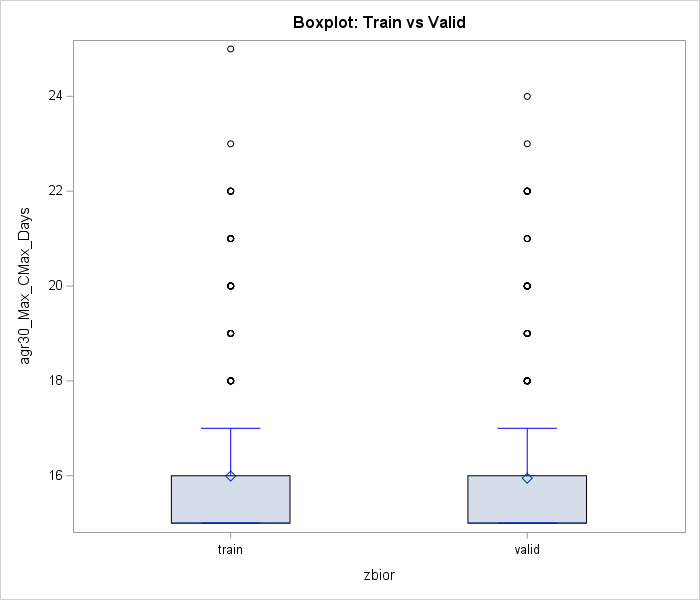 Boxplot: Train vs Valid
24
22
20
18
16
agr30_Max_CMax_Days
train
valid
zbior